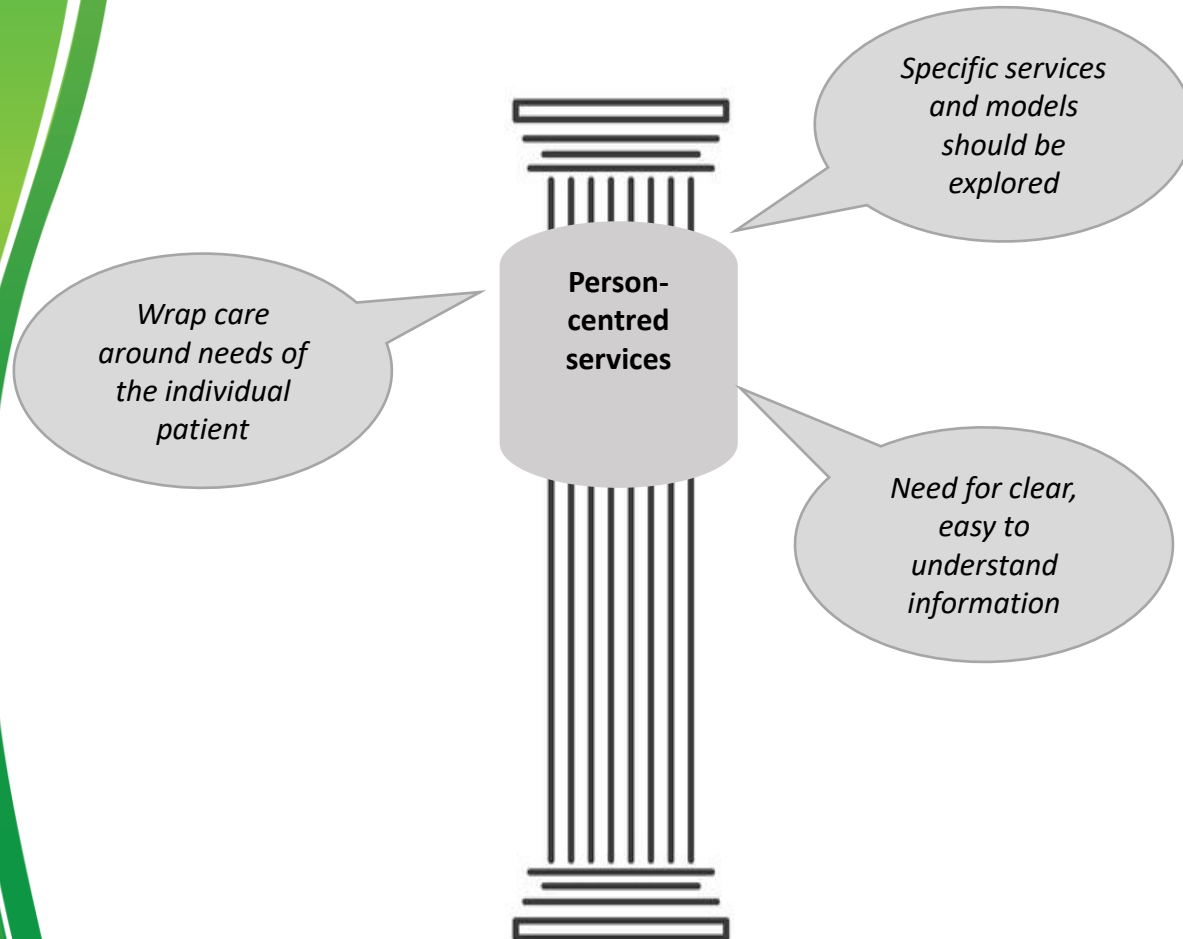 Specific services
and models
should be
explored
Person-
centred
services
Wrap care
around needs of
the individual
patient
Need for clear,
easy to
understand
information